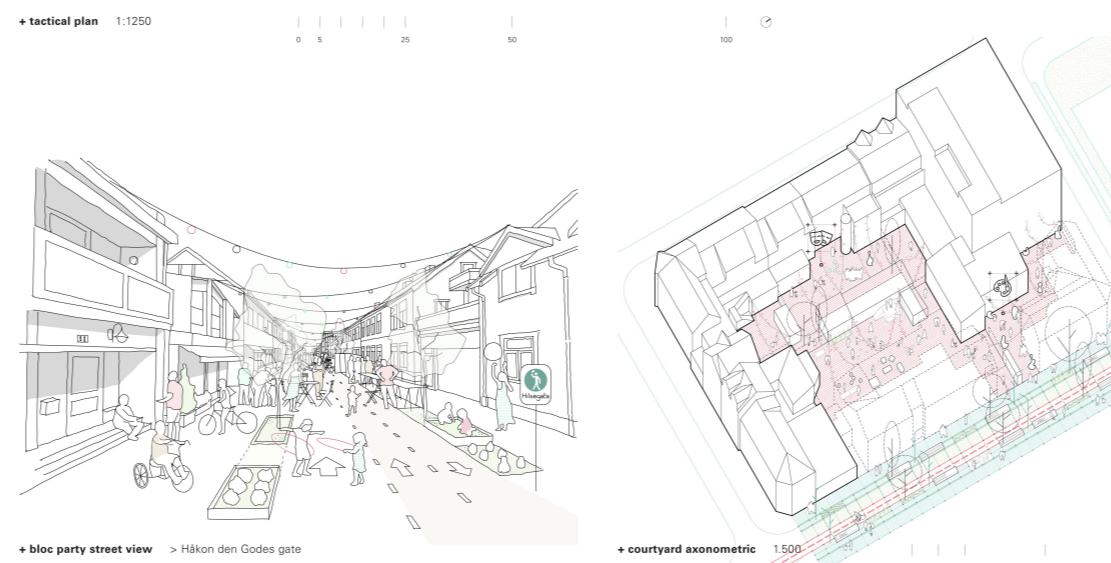 + tactical plan 1:1250
0 5 25 50 100
Hilsegate
+ bloc party street view > Håkon den Godes gate
+ courtyard axonometric 1.500